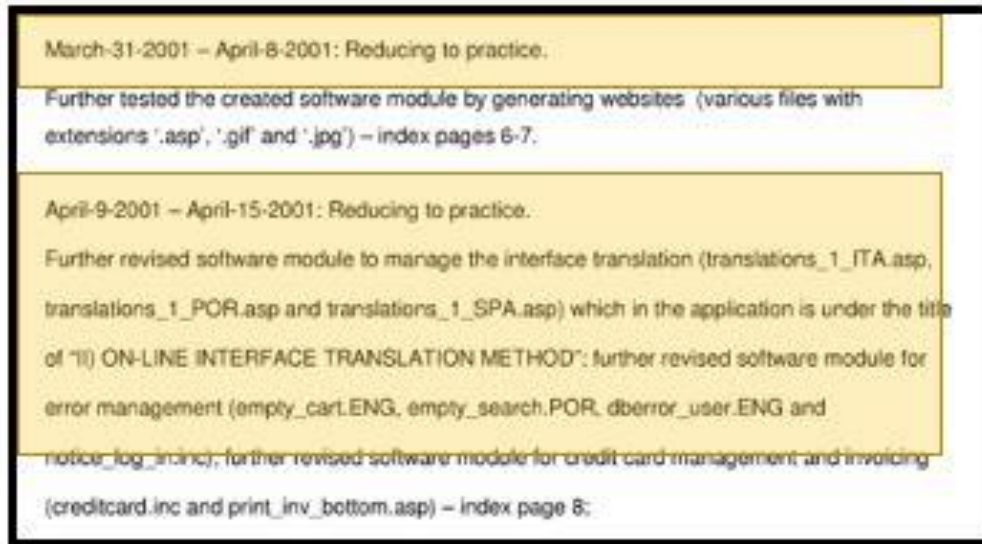 March-31-2001 – April-8-2001: Reducing to practice.
Further tested the created software module by generating websites (various files with
extensions '.asp', '.gif' and '.jpg') – index pages 6-7.
April-9-2001 – April-15-2001: Reducing to practice.
Further revised software module to manage the interface translation (translations_1_ITA.asp,
translations_1_POR.asp and translations_1_SPA.asp) which in the application is under the title
of "II) ON-LINE INTERFACE TRANSLATION METHOD"; further revised software module for
error management (empty_cart.ENG, empty_search.POR, dberror_user.ENG and
notice_log_in.inc); further revised software module for credit card management and invoicing
(creditcard.inc and print_inv_bottom.asp) – index page 8;